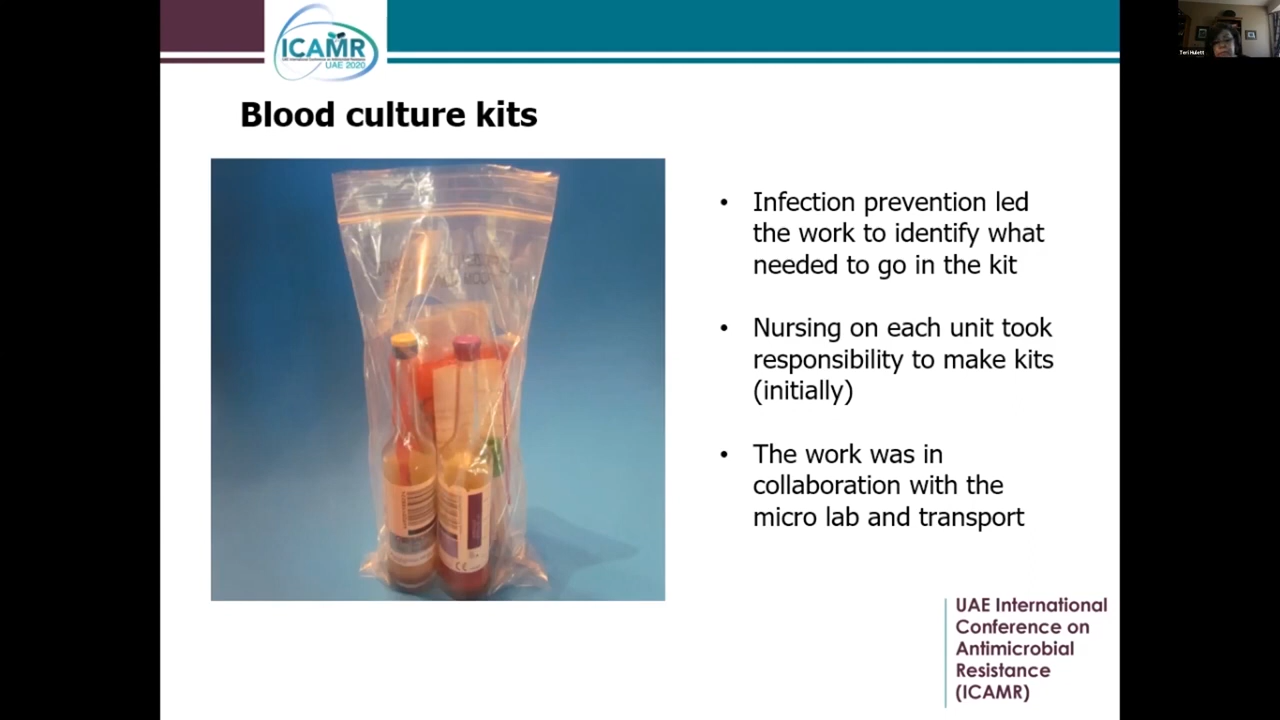 ICAMR
UAE 2020
Teri Hulett
Blood culture kits
• Infection prevention led
the work to identify what
needed to go in the kit
• Nursing on each unit took
responsibility to make kits
(initially)
• The work was in
collaboration with the
micro lab and transport
UAE International
Conference on
Antimicrobial
Resistance
(ICAMR)